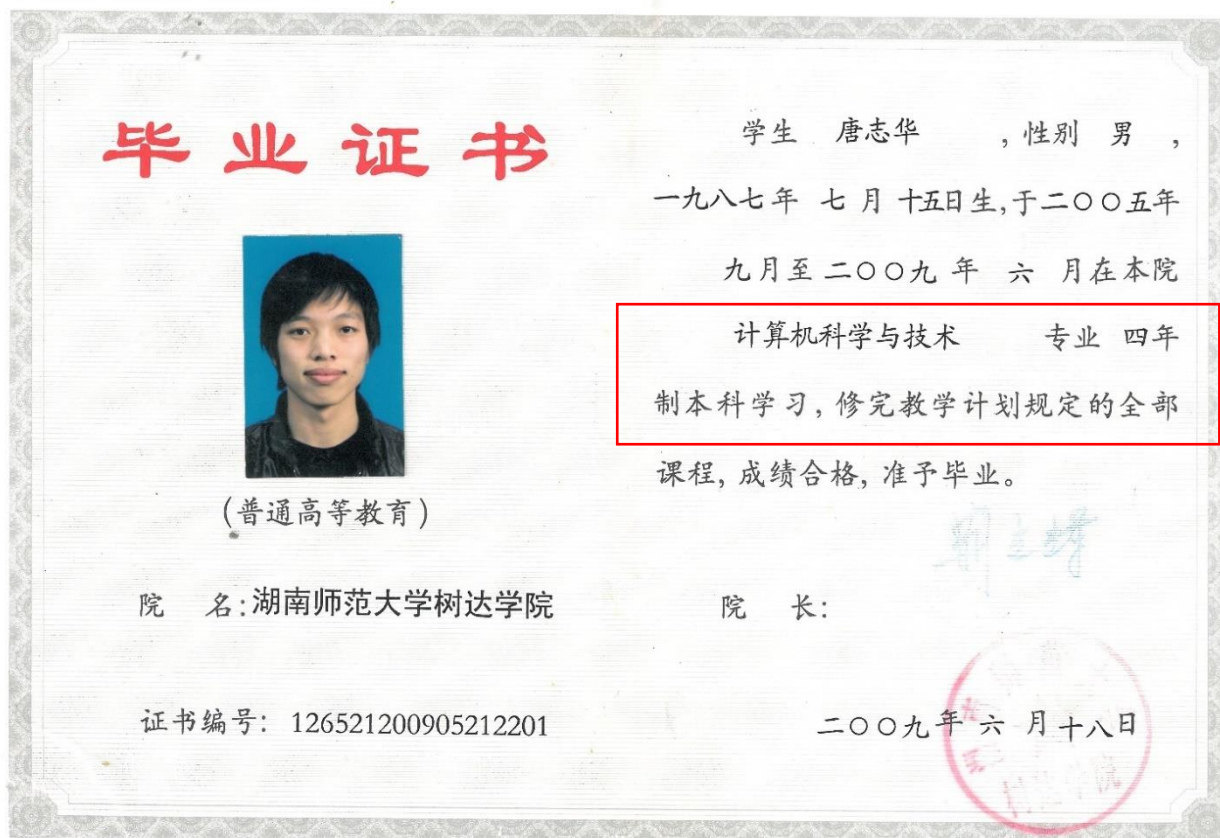 毕业证书
(普通高等教育)
院 名:湖南师范大学树达学院
证书编号: 126521200905212201
学生 唐志华 ,性别 男 ,
一九八七年 七 月 十五日生,于二〇〇五年
九月至二〇〇九 年 六 月在本院
计算机科学与技术 专业 四年
制本科学习,修完教学计划规定的全部
课程,成绩合格,准予毕业。
院 长:
二〇〇九年 六 月十八日
树达学院